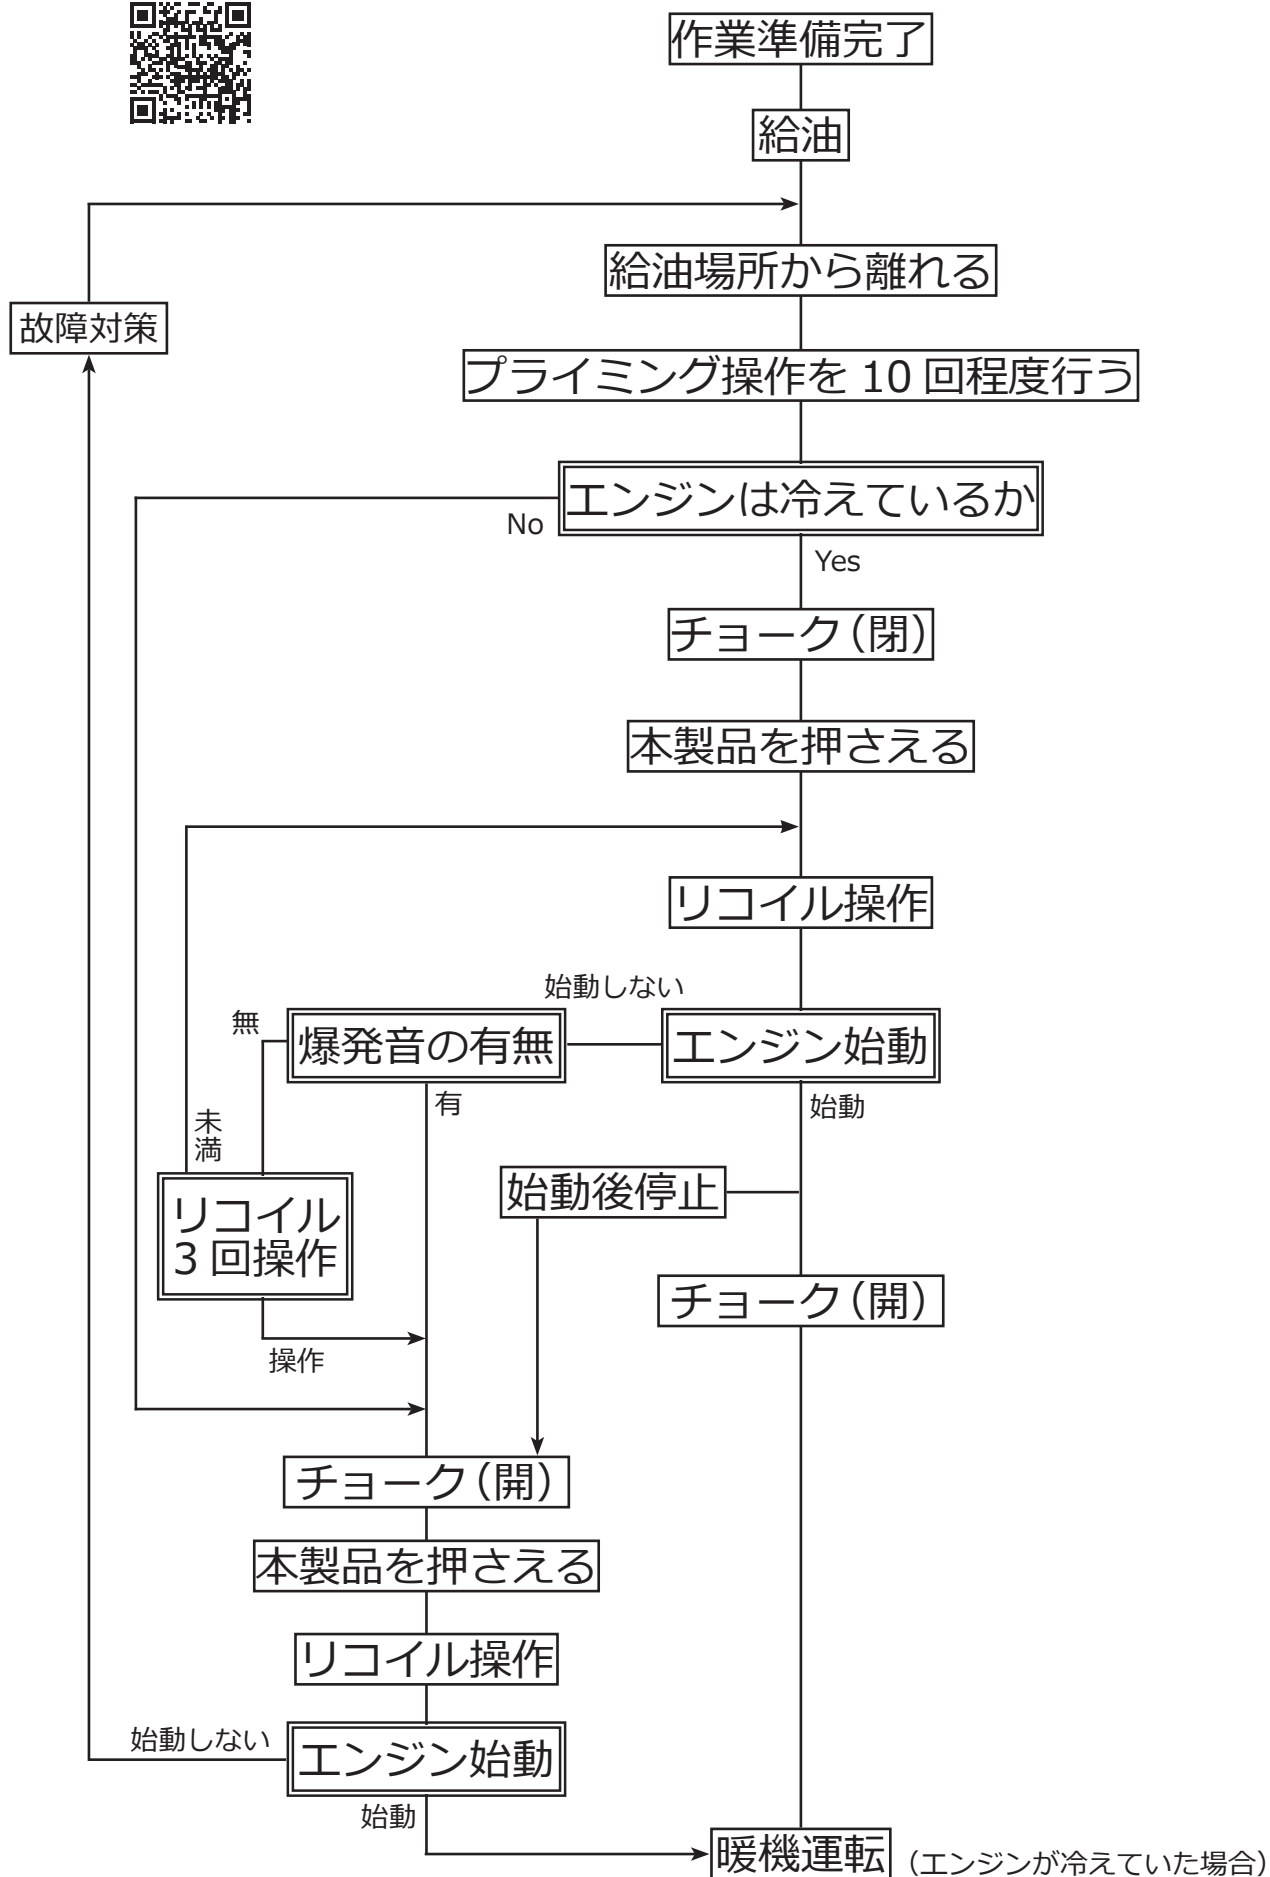 作業準備完了
給油
給油場所から離れる
故障対策
プライミング操作を 10 回程度行う
エンジンは冷えているか
No
Yes
チョーク（閉）
本製品を押さえる
リコイル操作
始動しない
無
爆発音の有無
エンジン始動
有
始動
未満
始動後停止
リコイル
3 回操作
チョーク（開）
操作
チョーク（開）
本製品を押さえる
リコイル操作
始動しない
エンジン始動
始動
暖機運転
（エンジンが冷えていた場合）